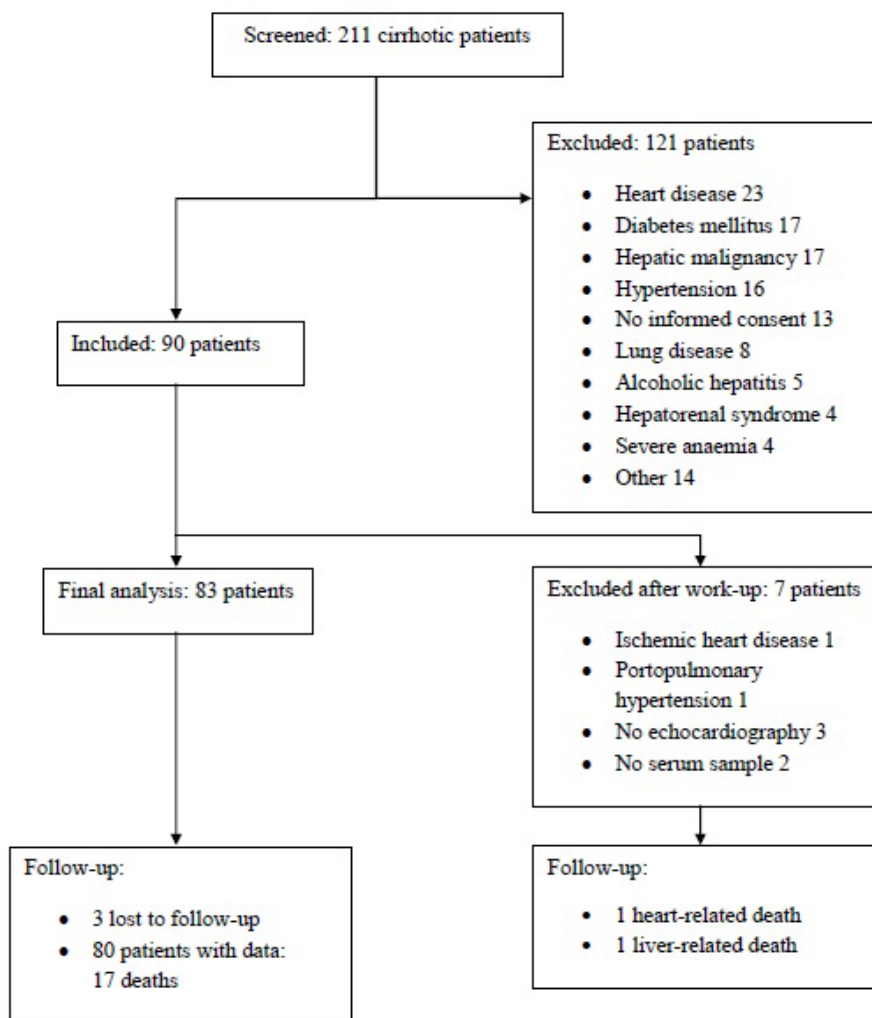 Screened: 211 cirrhotic patients
Excluded: 121 patients
• Heart disease 23
• Diabetes mellitus 17
• Hepatic malignancy 17
• Hypertension 16
• No informed consent 13
• Lung disease 8
• Alcoholic hepatitis 5
• Hepatorenal syndrome 4
• Severe anaemia 4
• Other 14
Included: 90 patients
Final analysis: 83 patients
Excluded after work-up: 7 patients
• Ischemic heart disease 1
• Portopulmonary
hypertension 1
• No echocardiography 3
• No serum sample 2
Follow-up:
• 3 lost to follow-up
• 80 patients with data:
17 deaths
Follow-up:
• 1 heart-related death
• 1 liver-related death